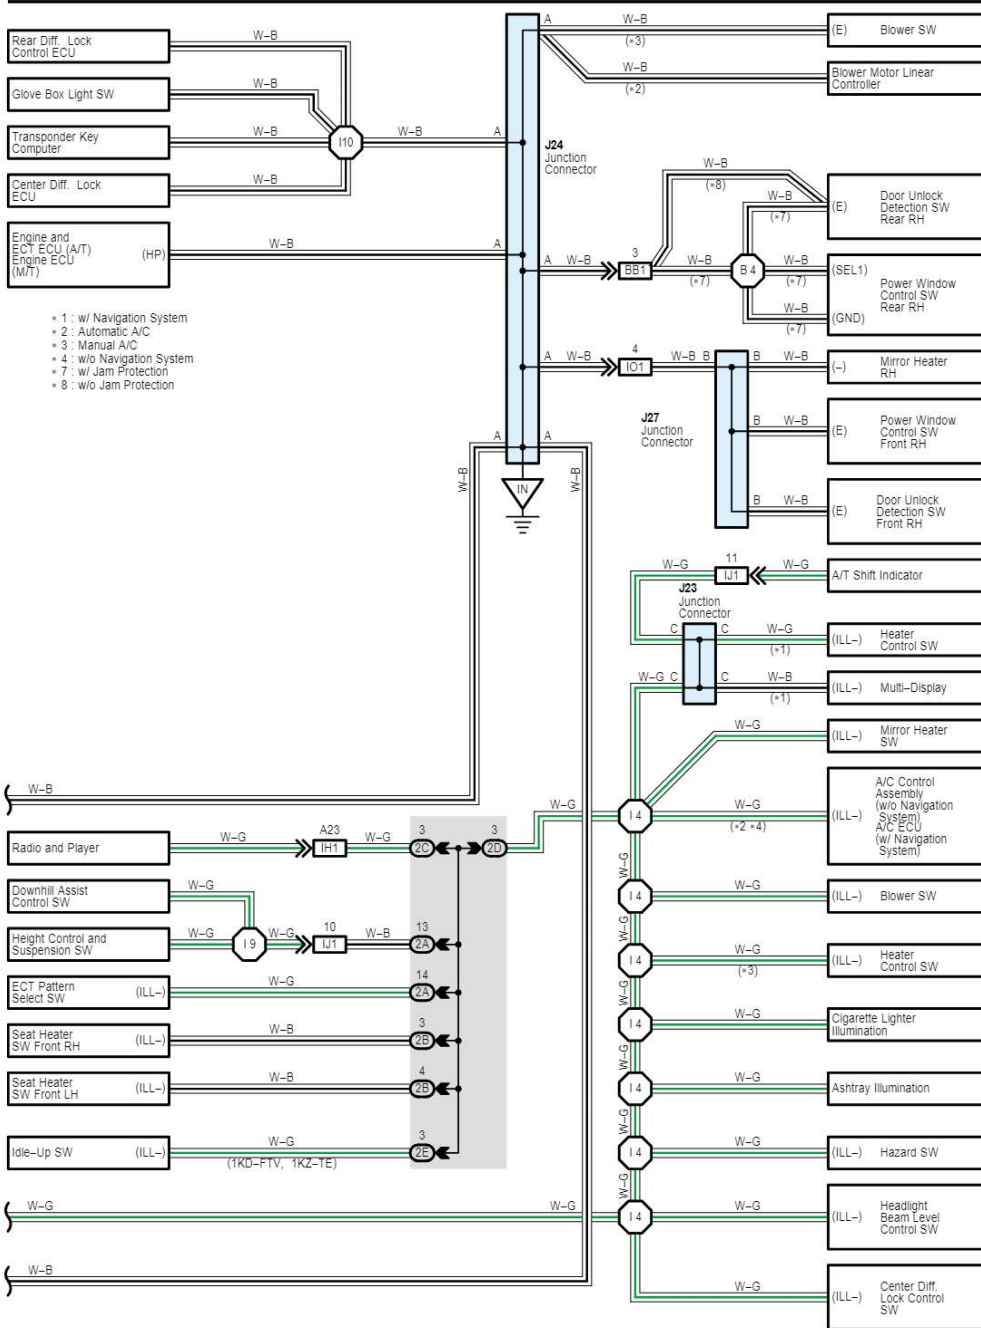 Rear Diff. Lock
Control ECU
W–B
Glove Box Light SW
W–B
Transponder Key
Computer
W–B
I10
W–B
A
Center Diff. Lock
ECU
W–B
Engine and
ECT ECU (A/T)
Engine ECU
(M/T)
(HP)
W–B
A
* 1 : w/ Navigation System
* 2 : Automatic A/C
* 3 : Manual A/C
* 4 : w/o Navigation System
* 7 : w/ Jam Protection
* 8 : w/o Jam Protection
J24
Junction
Connector
A
W–B
(*3)
(E)
Blower SW
W–B
(*2)
Blower Motor Linear
Controller
W–B
(*8)
W–B
(*7)
(E)
Door Unlock
Detection SW
Rear RH
A
W–B
3
BB1
W–B
(*7)
B 4
W–B
(*7)
(SEL1)
Power Window
Control SW
Rear RH
W–B
(*7)
(GND)
A
W–B
4
IO1
W–B
B
B
W–B
(–)
Mirror Heater
RH
J27
Junction
Connector
B
W–B
(E)
Power Window
Control SW
Front RH
B
W–B
(E)
Door Unlock
Detection SW
Front RH
A
A
W–B
W–B
IN
W–G
11
IJ1
W–G
A/T Shift Indicator
J23
Junction
Connector
C
C
W–G
(*1)
(ILL–)
Heater
Control SW
W–G
C
C
W–B
(*1)
(ILL–)
Multi–Display
W–G
(ILL–)
Mirror Heater
SW
W–B
W–G
I 4
W–G
(*2 *4)
(ILL–)
A/C Control
Assembly
(w/o Navigation
System)
A/C ECU
(w/ Navigation
System)
Radio and Player
W–G
A23
IH1
W–G
3
2C
3
2D
W–G
Downhill Assist
Control SW
W–G
I 4
W–G
(ILL–)
Blower SW
W–G
Height Control and
Suspension SW
W–G
I 9
W–G
10
IJ1
W–B
13
2A
I 4
W–G
(*3)
(ILL–)
Heater
Control SW
W–G
ECT Pattern
Select SW
(ILL–)
W–G
14
2A
I 4
W–G
Cigarette Lighter
Illumination
W–G
Seat Heater
SW Front RH
(ILL–)
W–B
3
2B
Seat Heater
SW Front LH
(ILL–)
W–B
4
2B
I 4
W–G
Ashtray Illumination
W–G
Idle–Up SW
(ILL–)
W–G
(1KD–FTV, 1KZ–TE)
3
2E
I 4
W–G
(ILL–)
Hazard SW
W–G
W–G
W–G
I 4
W–G
(ILL–)
Headlight
Beam Level
Control SW
W–B
W–G
(ILL–)
Center Diff.
Lock Control
SW